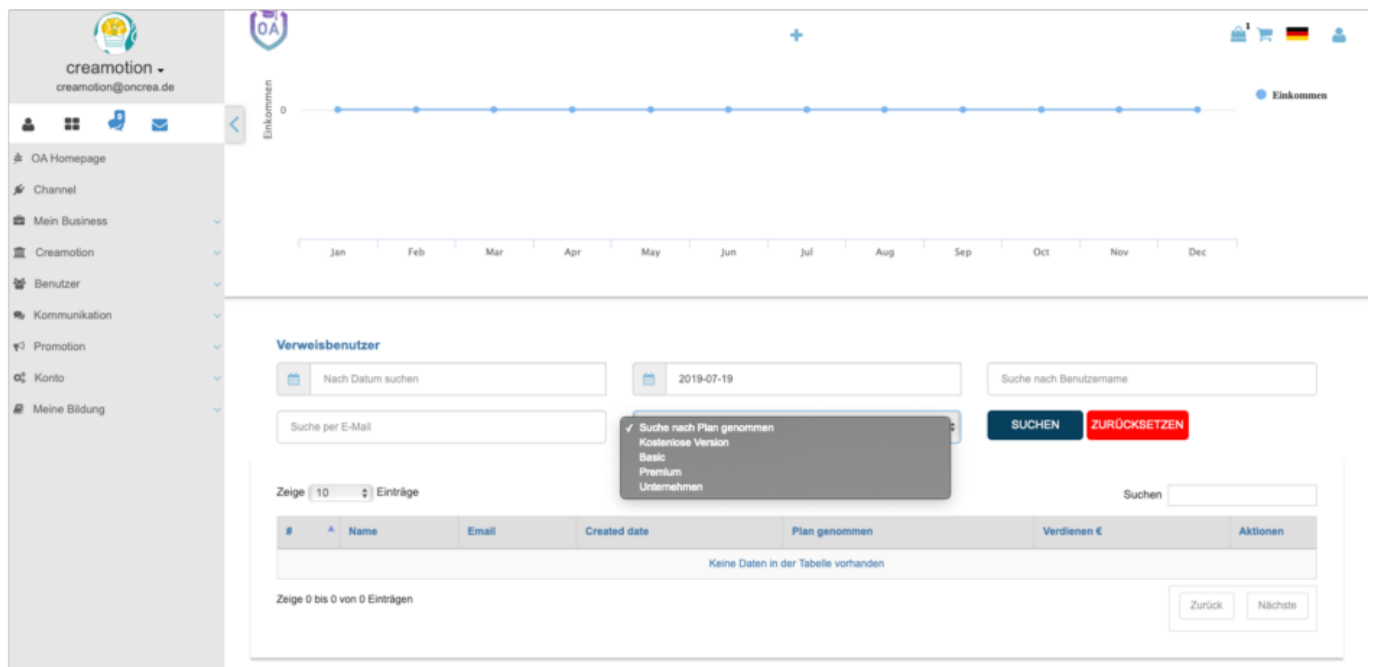 creamotion
creamotion@oncrea.de
OA Homepage
Channel
Mein Business
Creamotion
Benutzer
Kommunikation
Promotion
Konto
Meine Bildung
OA
1
Einkommen
0
Einkommen
Jan Feb Mar Apr May Jun Jul Aug Sep Oct Nov Dec
Verweisbenutzer
Nach Datum suchen 2019-07-19 Suche nach Benutzername
Suche per E-Mail SUCHEN ZURÜCKSETZEN
✓ Suche nach Plan genommen
Kostenlose Version
Basic
Premium
Unternehmen
Zeige 10 Einträge Suchen
# Name Email Created date Plan genommen Verdienen € Aktionen
Keine Daten in der Tabelle vorhanden
Zeige 0 bis 0 von 0 Einträgen Zurück Nächste